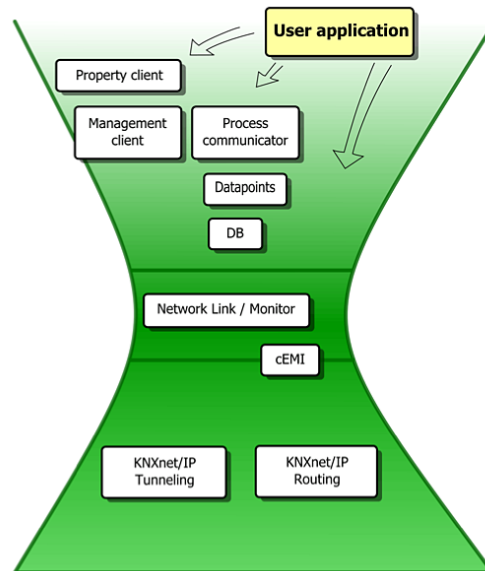 User application
Property client
Management
client
Process
communicator
Datapoints
DB
Network Link / Monitor
cEMI
KNXnet/IP
Tunneling
KNXnet/IP
Routing